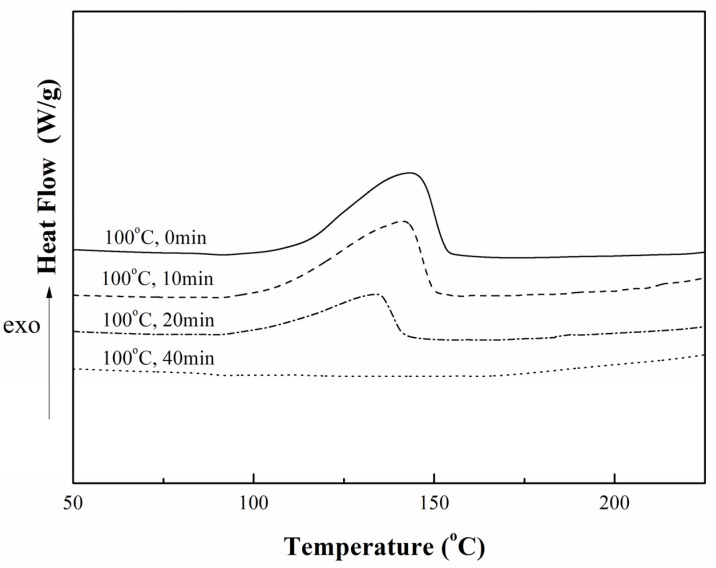 Heat Flow (W/g)
exo
100°C, 0min
100°C, 10min
100°C, 20min
100°C, 40min
50 100 150 200
Temperature (°C)